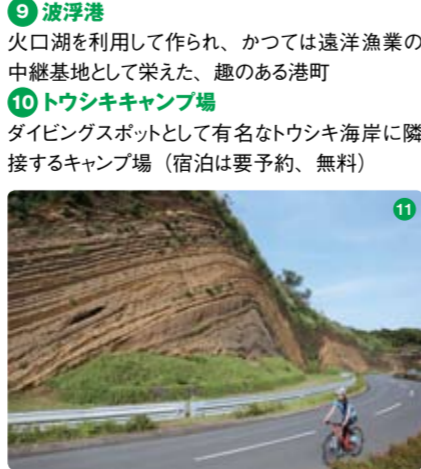 9 波浮港
火口湖を利用して作られ、かつては遠洋漁業の
中継基地として栄えた、趣のある港町
10 トウシキキャンプ場
ダイビングスポットとして有名なトウシキ海岸に隣
接するキャンプ場（宿泊は要予約、無料）
11